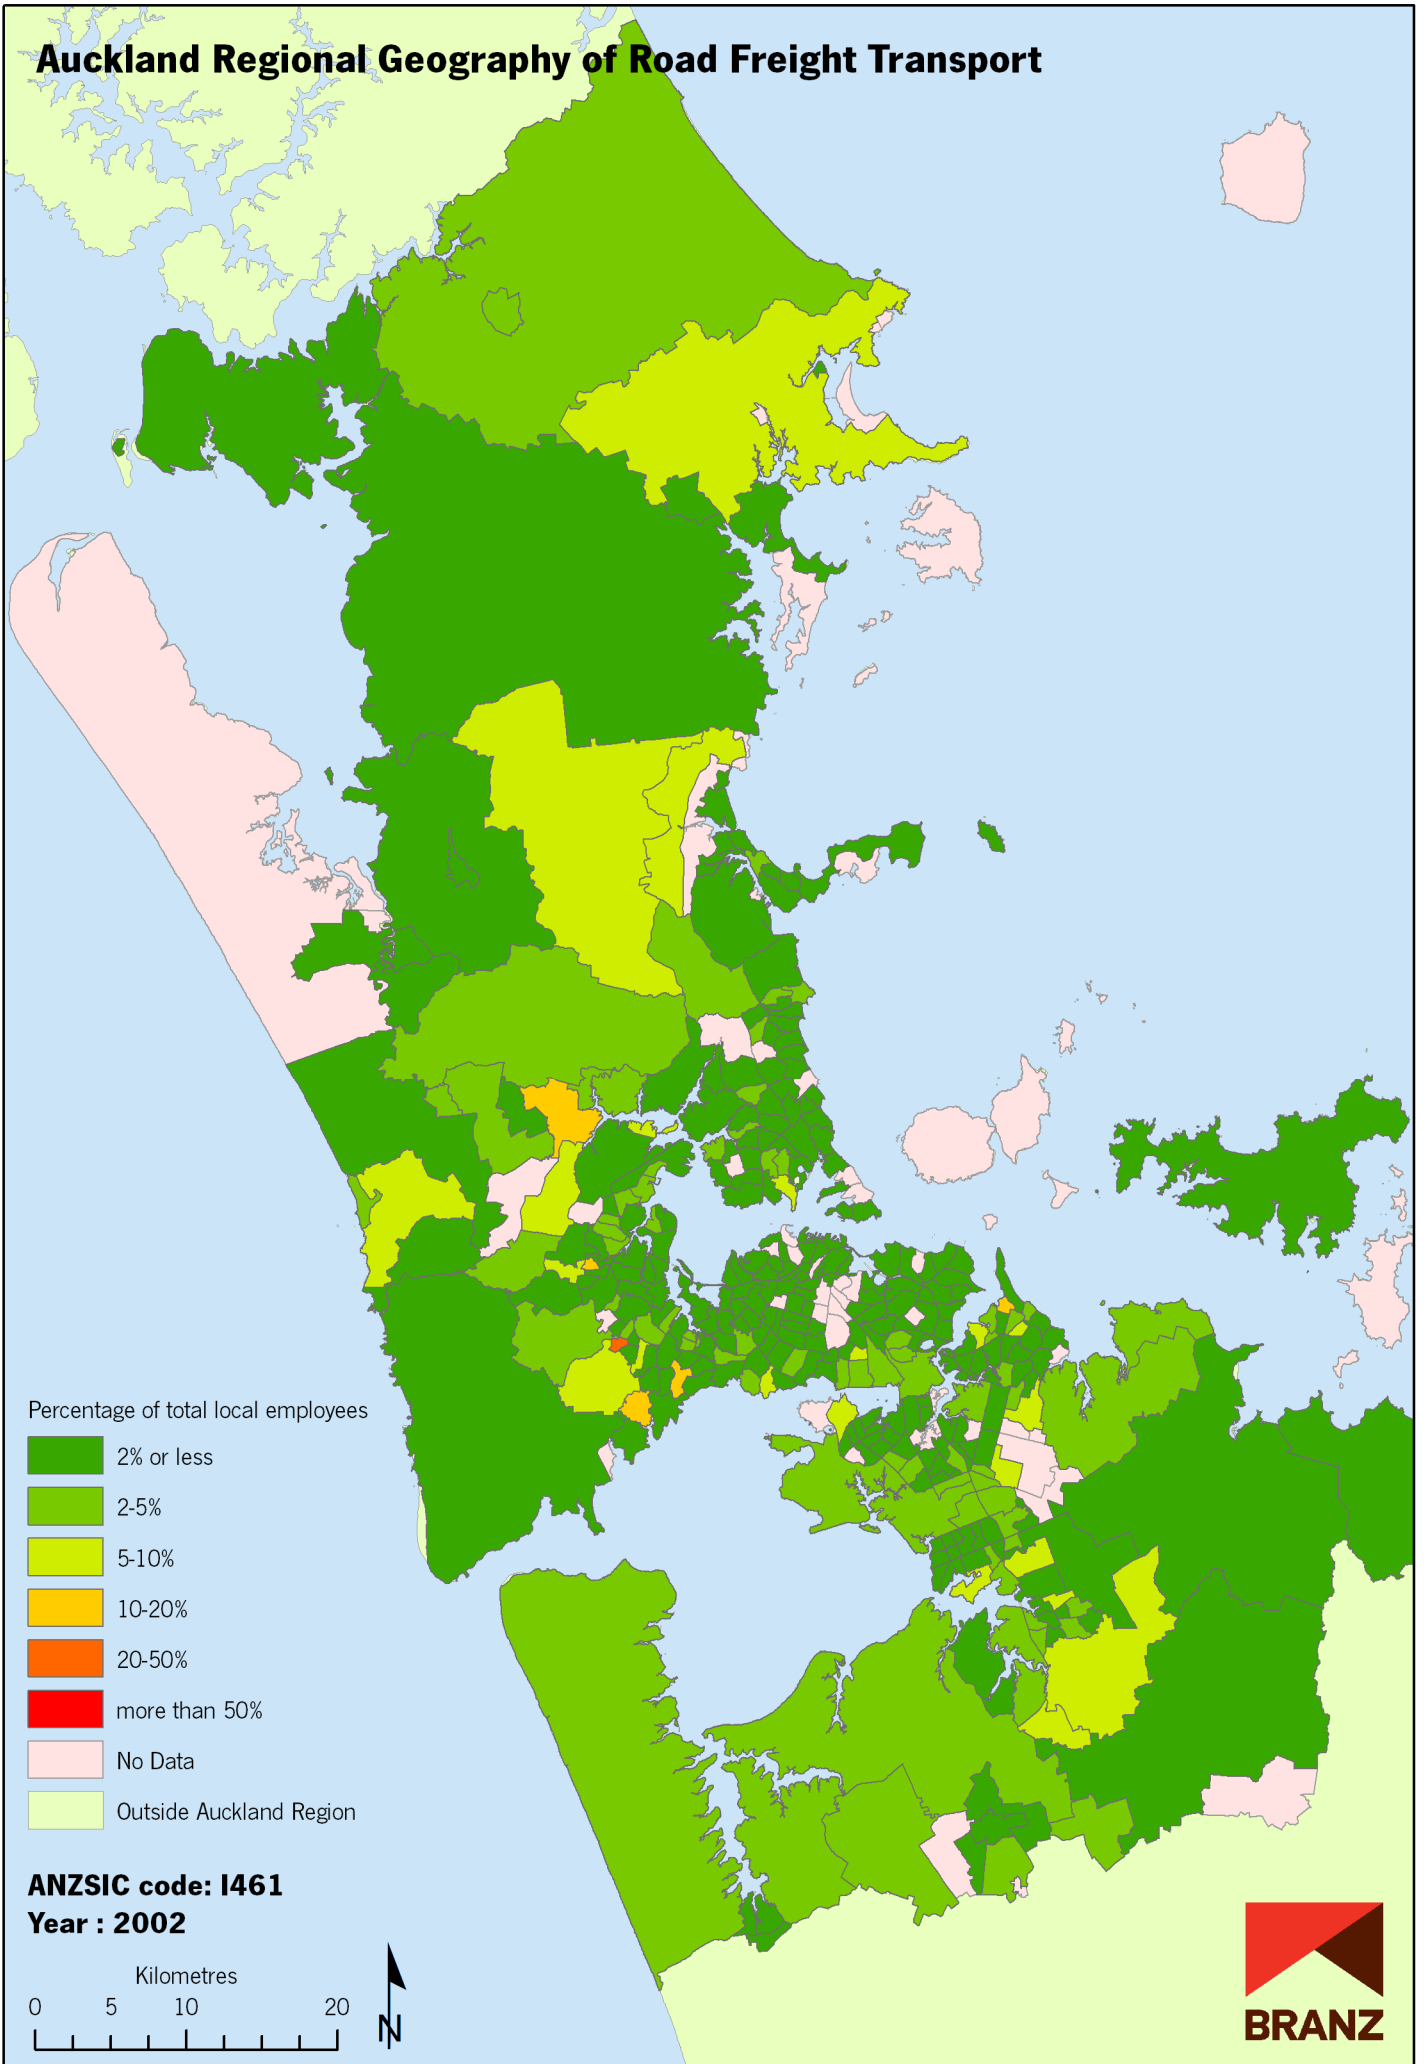 Auckland Regional Geography of Road Freight Transport
Percentage of total local employees
2% or less
2-5%
5-10%
10-20%
20-50%
more than 50%
No Data
Outside Auckland Region
ANZSIC code: I461
Year : 2002
Kilometres
0 5 10 20
N
BRANZ